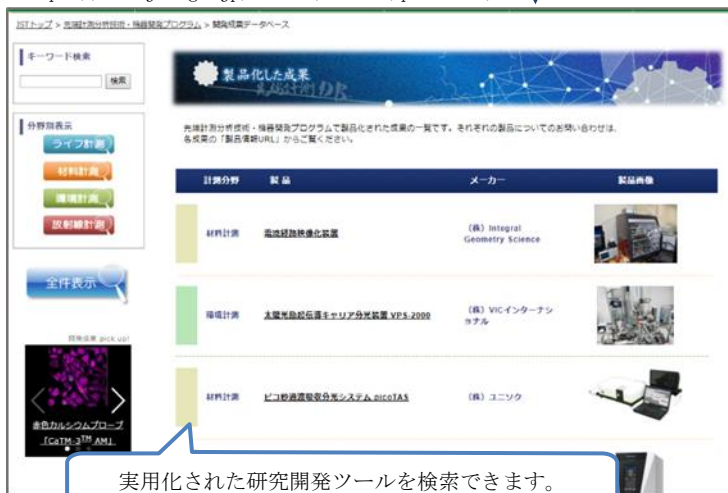 JSTトップ > 先端計測分析技術・機器開発プログラム > 開発成果データベース
キーワード検索
検索
分野別表示
ライフ計測
材料計測
環境計測
放射線計測
全件表示
開発成果 pick up!
赤色カルシウムプローブ
「CaTM-3TM AM」
製品化した成果
先端計測分析技術・機器開発プログラムで製品化された成果の一覧です。それぞれの製品についてのお問い合わせは、
各成果の「製品情報URL」からご覧ください。
計測分野 製品 メーカー 製品画像
材料計測 電流経路映像化装置 (株) Integral
Geometry Science
環境計測 太陽光励起伝導キャリア分光装置 VPS-2000 (株) VICインターナシ
ョナル
材料計測 ピコ秒過渡吸収分光システム picoTAS (株) ユニソク
実用化された研究開発ツールを検索できます。